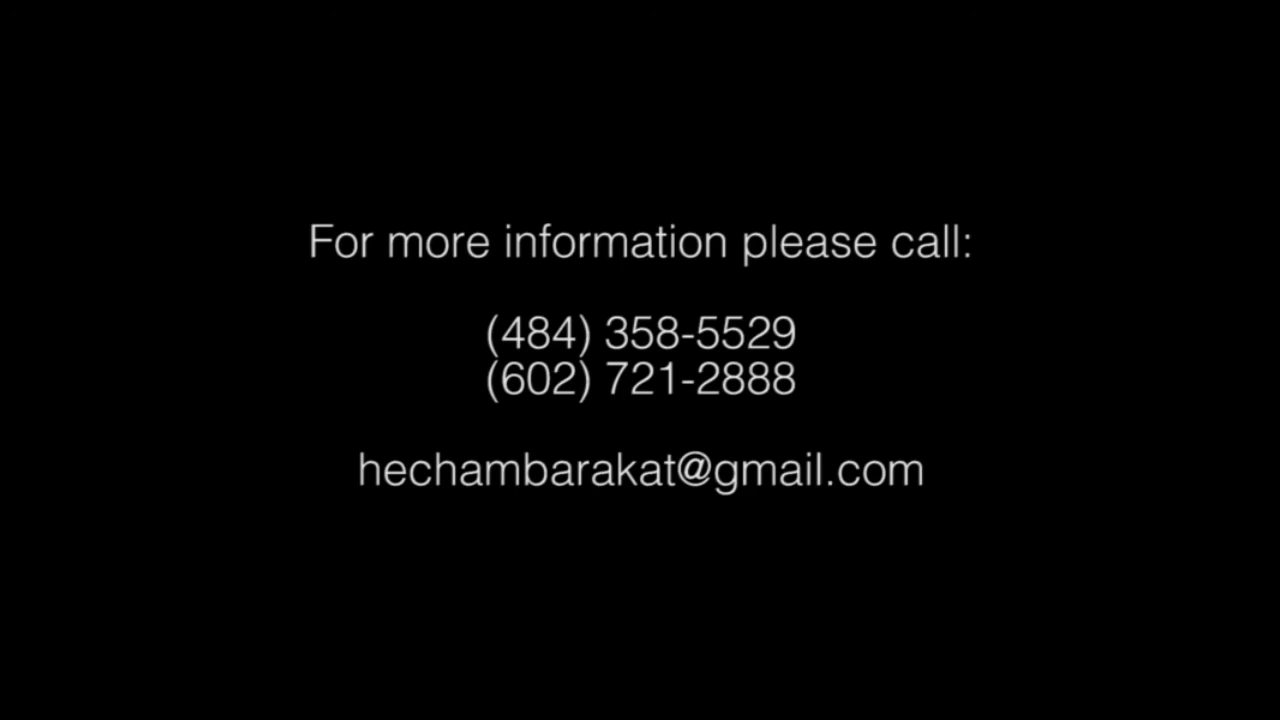 For more information please call:
(484) 358-5529
(602) 721-2888
hechambarakat@gmail.com